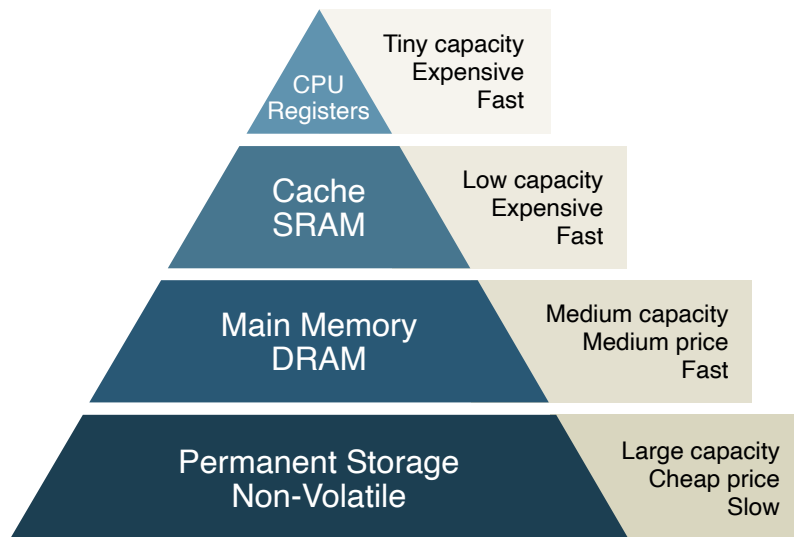 CPU
Registers
Tiny capacity
Expensive
Fast
Cache
SRAM
Low capacity
Expensive
Fast
Main Memory
DRAM
Medium capacity
Medium price
Fast
Permanent Storage
Non-Volatile
Large capacity
Cheap price
Slow